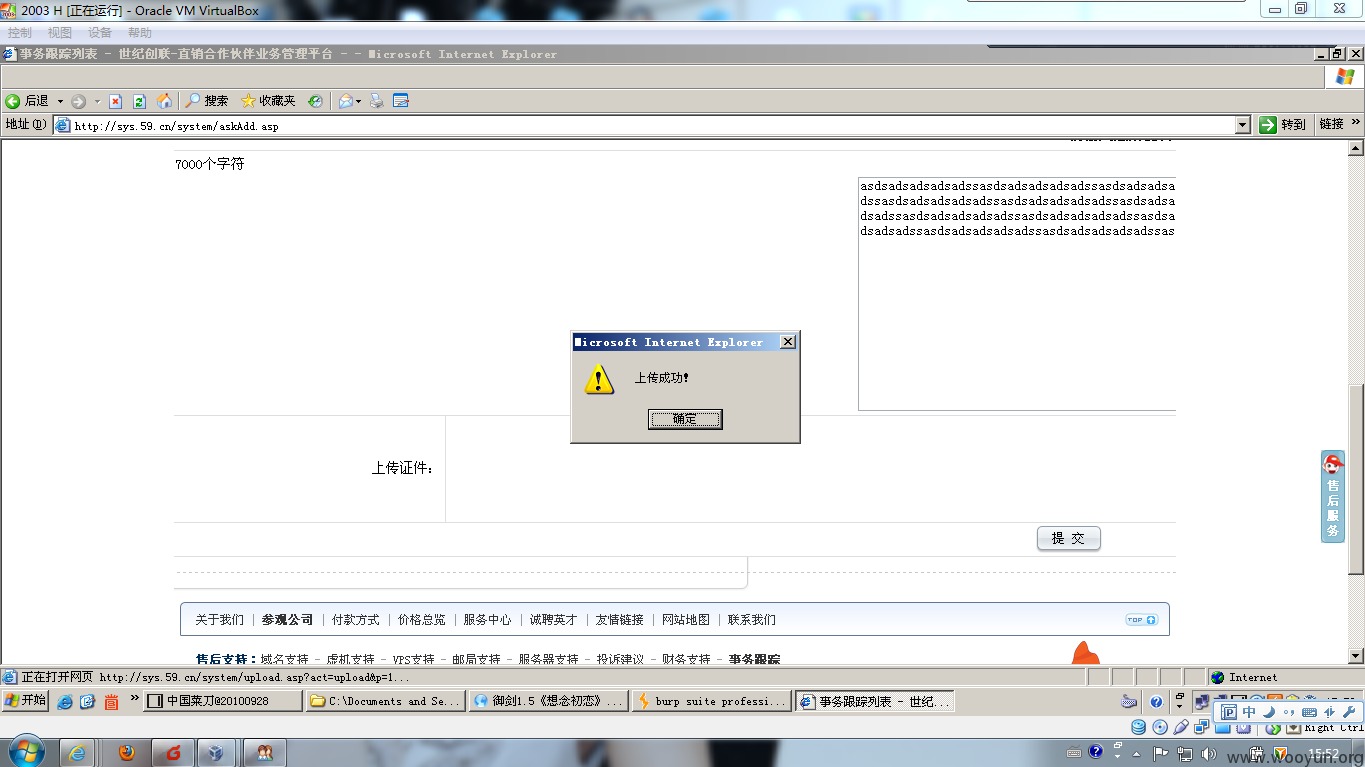 2003 H [正在运行] - Oracle VM VirtualBox
控制 视图 设备 帮助
事务跟踪列表 - 世纪创联-直销合作伙伴业务管理平台 - - Microsoft Internet Explorer
后退 搜索 收藏夹
地址(D) http://sys.59.cn/system/askAdd.asp 转到 链接 »
7000个字符
asdsadsadsadsadssasdsadsadsadsadssasdsadsadsa
dssasdsadsadsadsadssasdsadsadsadsadssasdsadsa
dsadssasdsadsadsadsadssasdsadsadsadsadssasdsa
dsadsadssasdsadsadsadsadssasdsadsadsadsadssas
Microsoft Internet Explorer
上传成功!
确定
上传证件：
售后服务
提 交
关于我们 | 参观公司 | 付款方式 | 价格总览 | 服务中心 | 诚聘英才 | 友情链接 | 网站地图 | 联系我们
TOP
售后支持：域名支持 - 虚机支持 - VPS支持 - 邮局支持 - 服务器支持 - 投诉建议 - 财务支持 - 事务跟踪
正在打开网页 http://sys.59.cn/system/upload.asp?act=upload&p=1... Internet
开始 » 中国菜刀@20100928 C:\Documents and Se... 御剑1.5《想念初恋》... burp suite professi... 事务跟踪列表 - 世纪...
中
Right Ctrl
15:52
www.wooyun.org